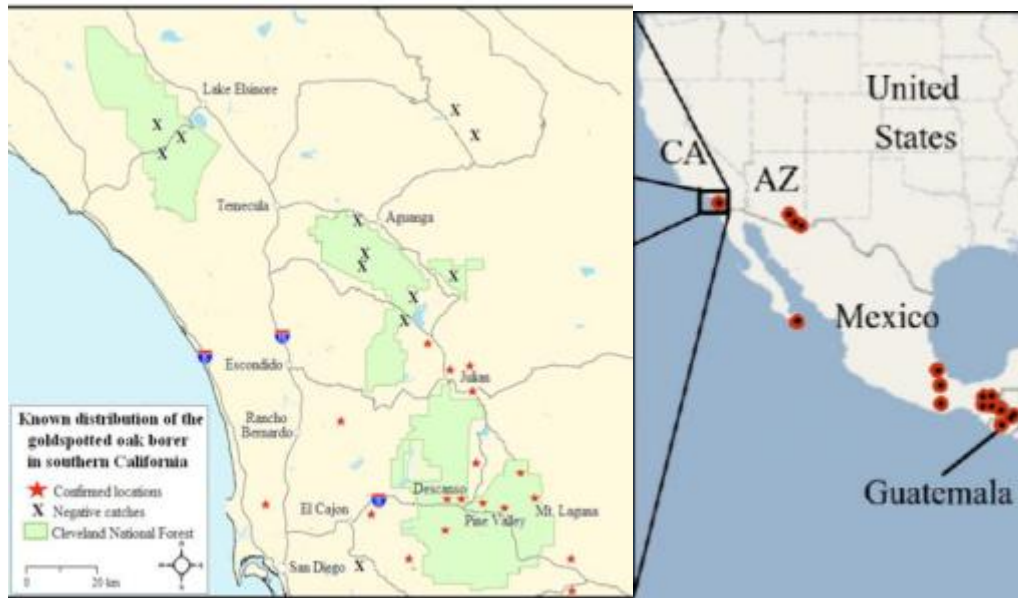 Lake Elsinore
Temecula
Aguanga
Escondido
Julian
Rancho
Bernardo
Descanso
El Cajon
Pine Valley
Mt. Laguna
San Diego
Known distribution of the
goldspotted oak borer
in southern California
Confirmed locations
X Negative catches
Cleveland National Forest
0 20 km
United
States
CA
AZ
Mexico
Guatemala